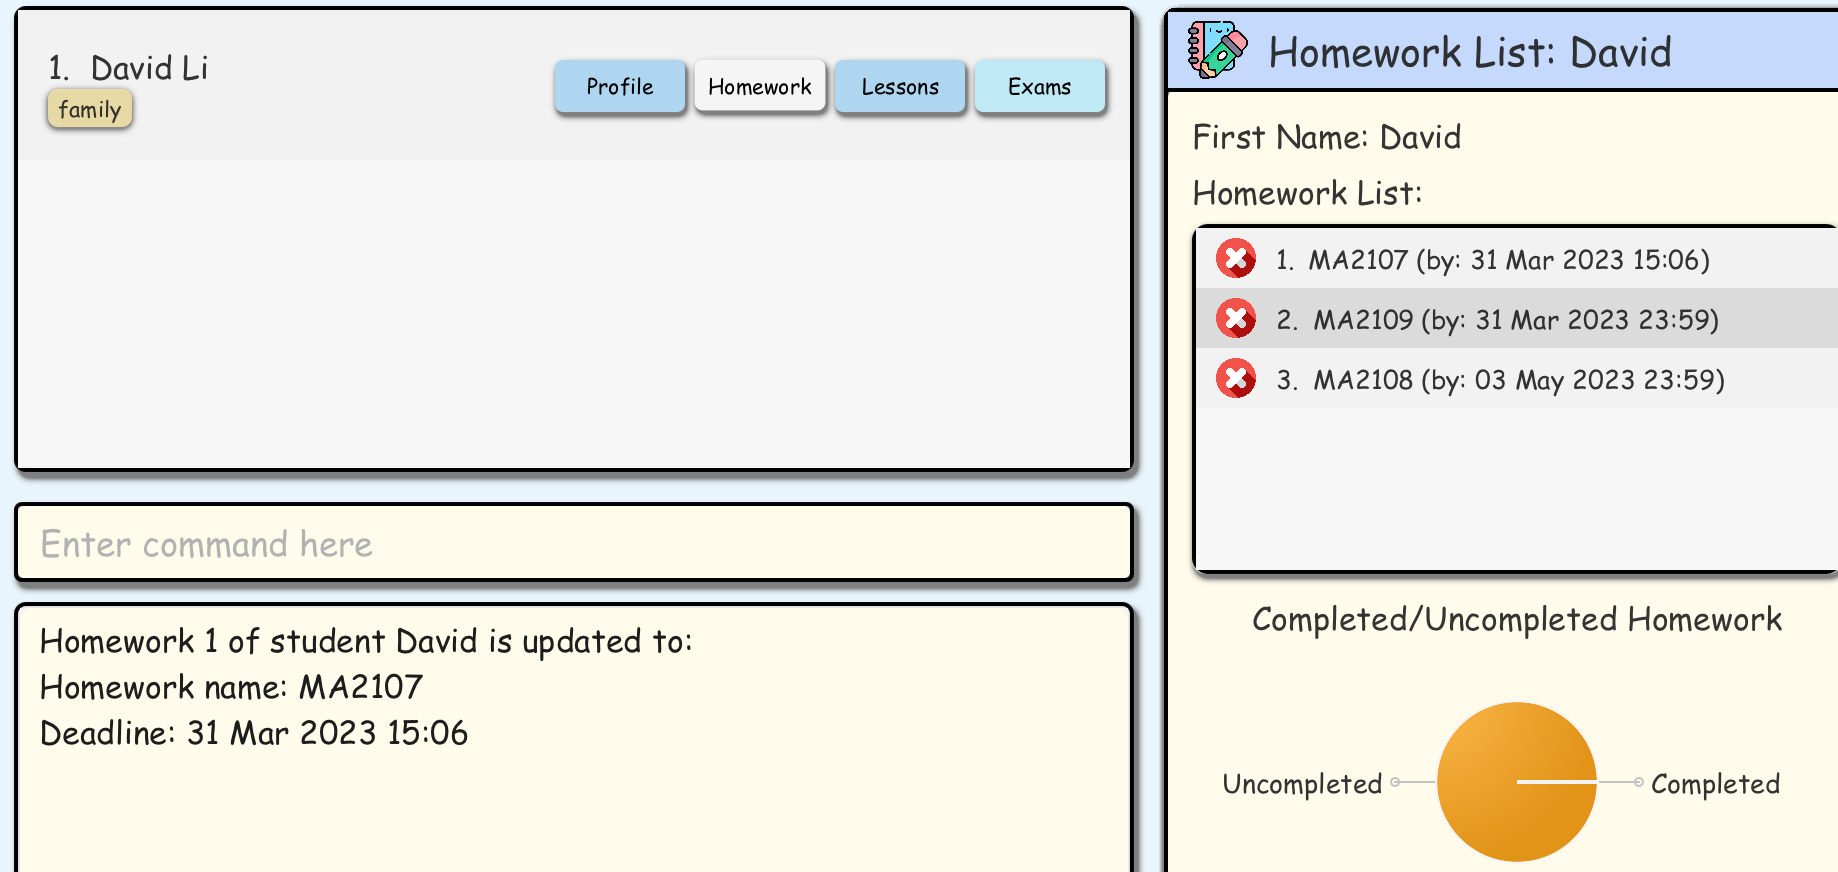 1. David Li
family
Profile
Homework
Lessons
Exams
Enter command here
Homework 1 of student David is updated to:
Homework name: MA2107
Deadline: 31 Mar 2023 15:06
Homework List: David
First Name: David
Homework List:
1. MA2107 (by: 31 Mar 2023 15:06)
2. MA2109 (by: 31 Mar 2023 23:59)
3. MA2108 (by: 03 May 2023 23:59)
Completed/Uncompleted Homework
Uncompleted
Completed